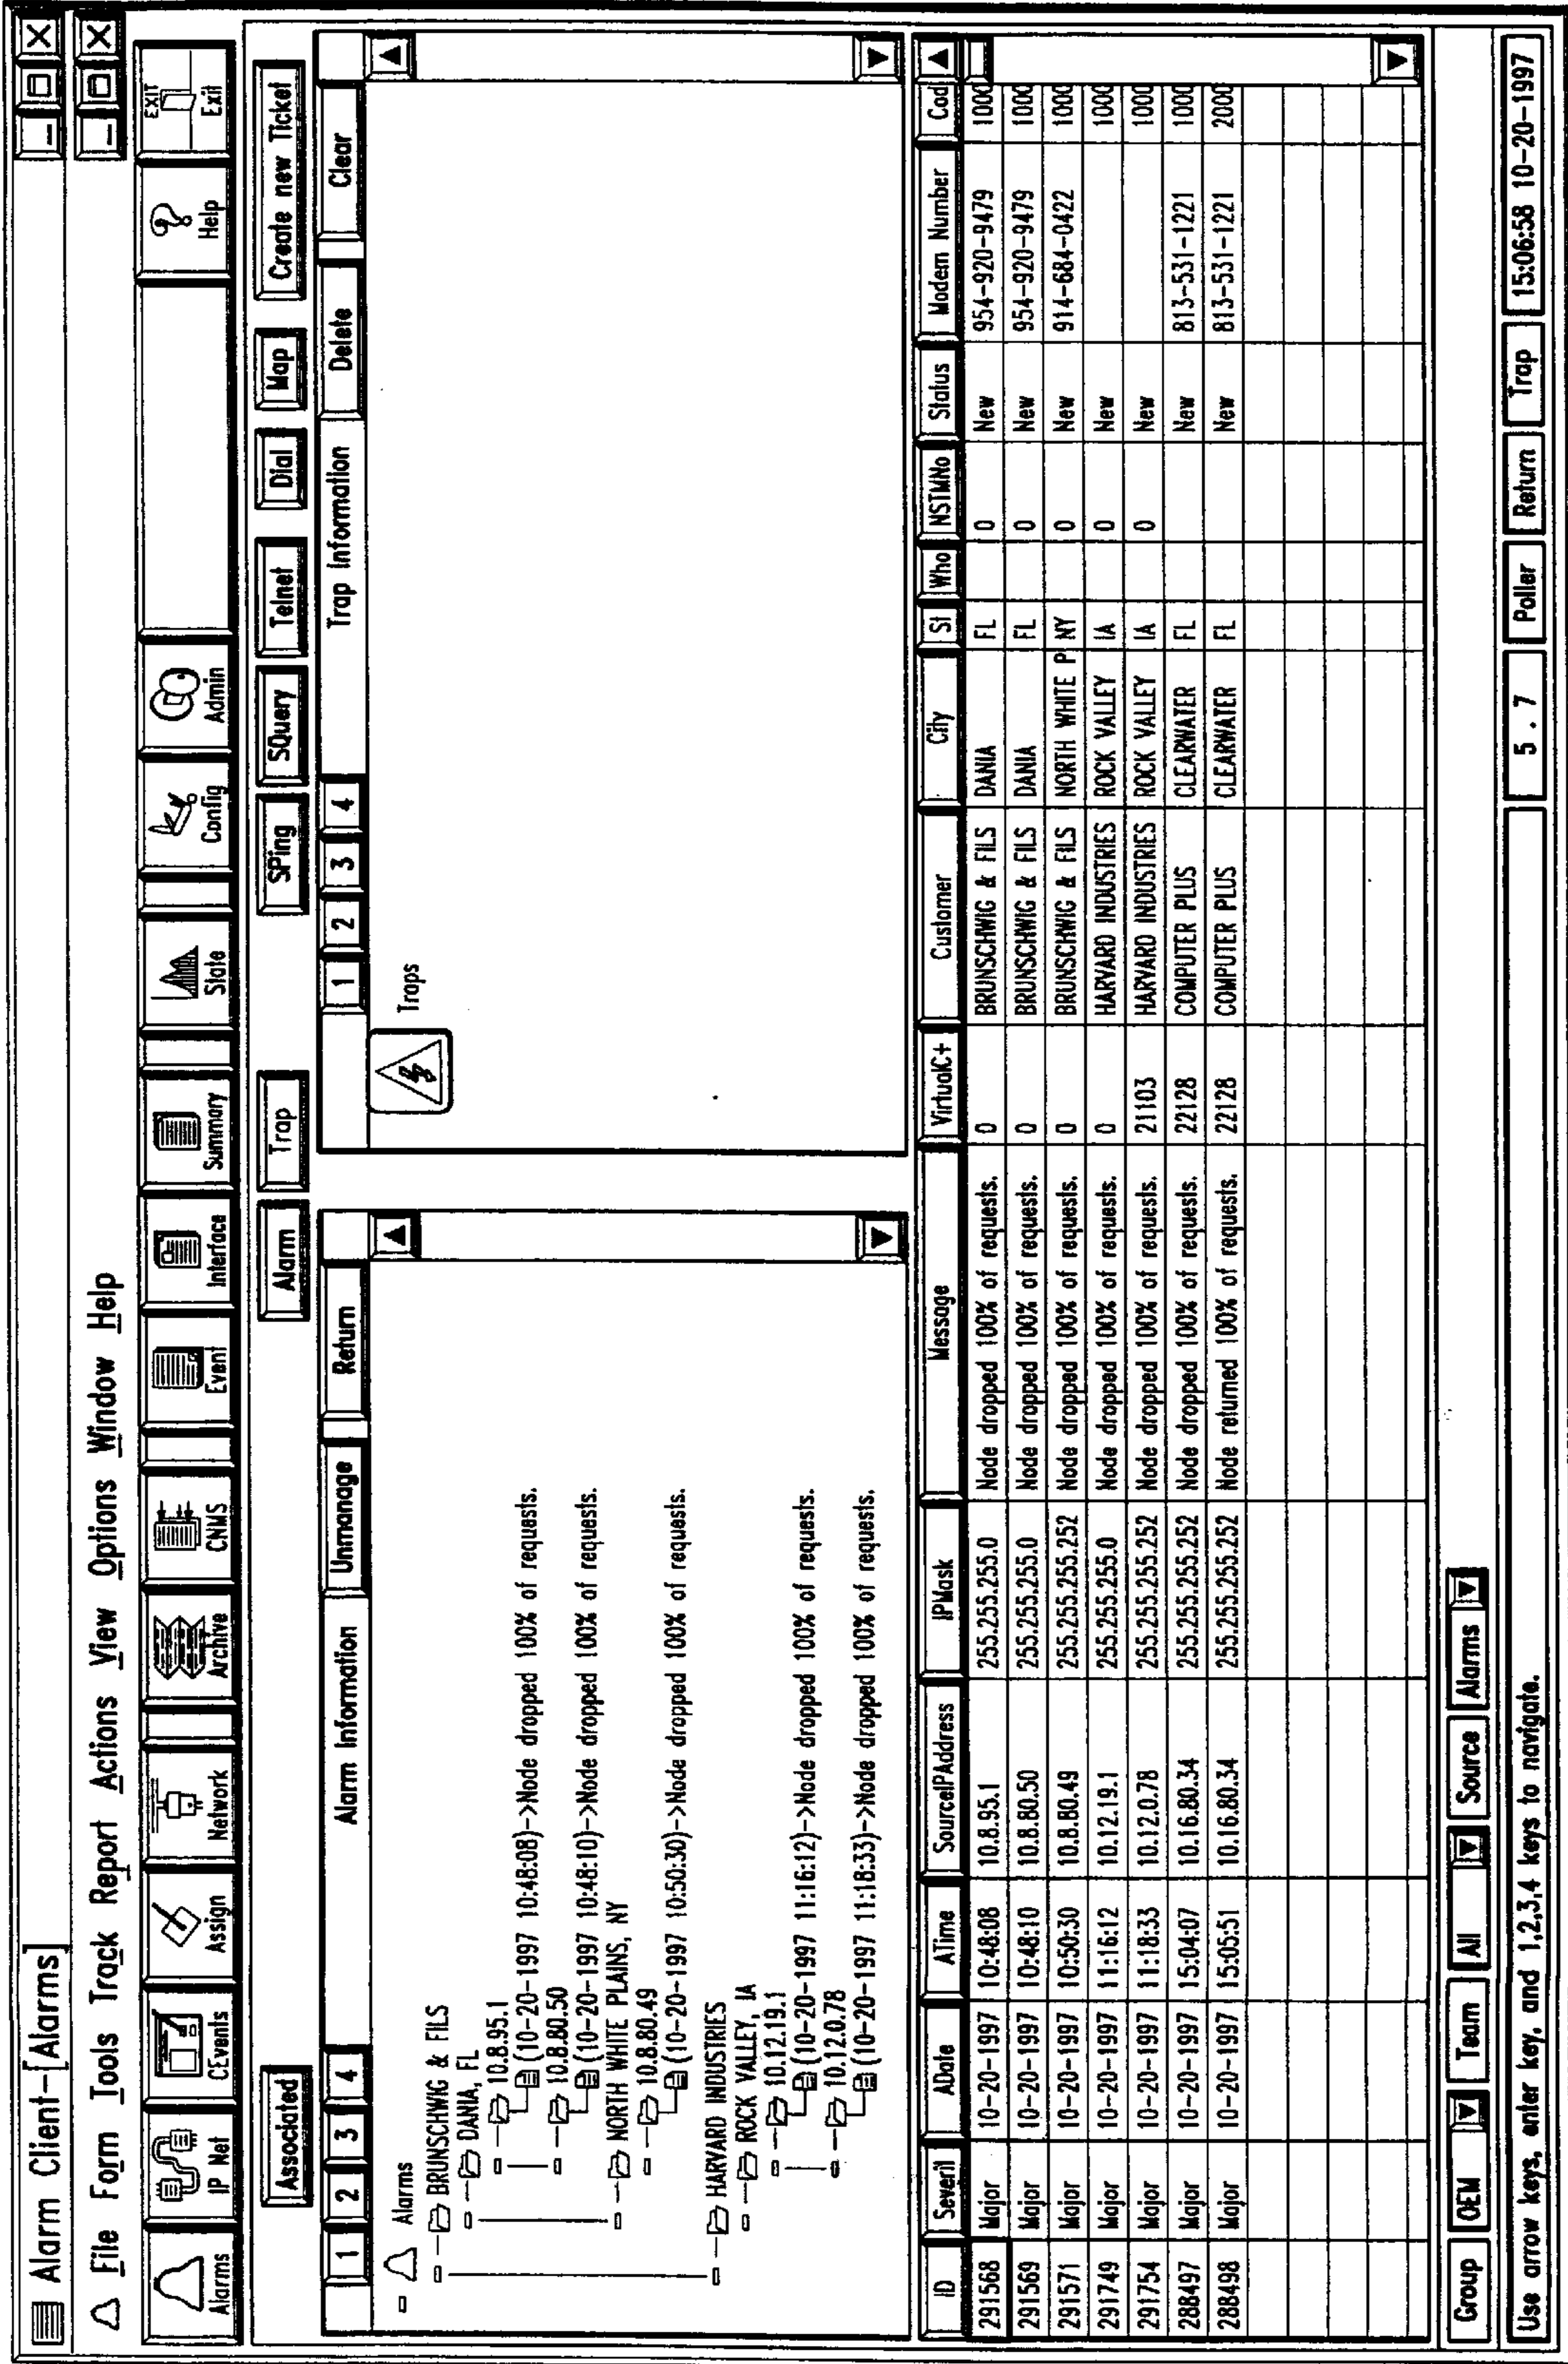 Alarm Client-[Alarms]
File Form Tools Track Report Actions View Options Window Help
Alarms IP Net CEvents Assign Network Archive CNMS Event Interface Summary State Config Admin Help EXIT Exit
Associated Alarm Trap SPing SQuery Telnet Dial Map Create new Ticket
1 2 3 4 Alarm Information Unmanage Return
Alarms
BRUNSCHWIG & FILS
DANIA, FL
10.8.95.1
(10-20-1997 10:48:08)->Node dropped 100% of requests.
10.8.80.50
(10-20-1997 10:48:10)->Node dropped 100% of requests.
NORTH WHITE PLAINS, NY
10.8.80.49
(10-20-1997 10:50:30)->Node dropped 100% of requests.
HARVARD INDUSTRIES
ROCK VALLEY, IA
10.12.19.1
(10-20-1997 11:16:12)->Node dropped 100% of requests.
10.12.0.78
(10-20-1997 11:18:33)->Node dropped 100% of requests.
1 2 3 4 Trap Information Delete Clear
Traps
ID Severit ADate ATime SourceIPAddress IPMask Message VirtualC+ Customer City St Who NSTMNo Status Modem Number Cod
291568 Major 10-20-1997 10:48:08 10.8.95.1 255.255.255.0 Node dropped 100% of requests. 0 BRUNSCHWIG & FILS DANIA FL 0 New 954-920-9479 1000
291569 Major 10-20-1997 10:48:10 10.8.80.50 255.255.255.0 Node dropped 100% of requests. 0 BRUNSCHWIG & FILS DANIA FL 0 New 954-920-9479 1000
291571 Major 10-20-1997 10:50:30 10.8.80.49 255.255.255.252 Node dropped 100% of requests. 0 BRUNSCHWIG & FILS NORTH WHITE P NY 0 New 914-684-0422 1000
291749 Major 10-20-1997 11:16:12 10.12.19.1 255.255.255.0 Node dropped 100% of requests. 0 HARVARD INDUSTRIES ROCK VALLEY IA 0 New 1000
291754 Major 10-20-1997 11:18:33 10.12.0.78 255.255.255.252 Node dropped 100% of requests. 21103 HARVARD INDUSTRIES ROCK VALLEY IA 0 New 1000
288497 Major 10-20-1997 15:04:07 10.16.80.34 255.255.255.252 Node dropped 100% of requests. 22128 COMPUTER PLUS CLEARWATER FL New 813-531-1221 1000
288498 Major 10-20-1997 15:05:51 10.16.80.34 255.255.255.252 Node returned 100% of requests. 22128 COMPUTER PLUS CLEARWATER FL New 813-531-1221 2000
Group OEM Team All Source Alarms
Use arrow keys, enter key, and 1,2,3,4 keys to navigate. 5 . 7 Poller Return Trap 15:06:58 10-20-1997